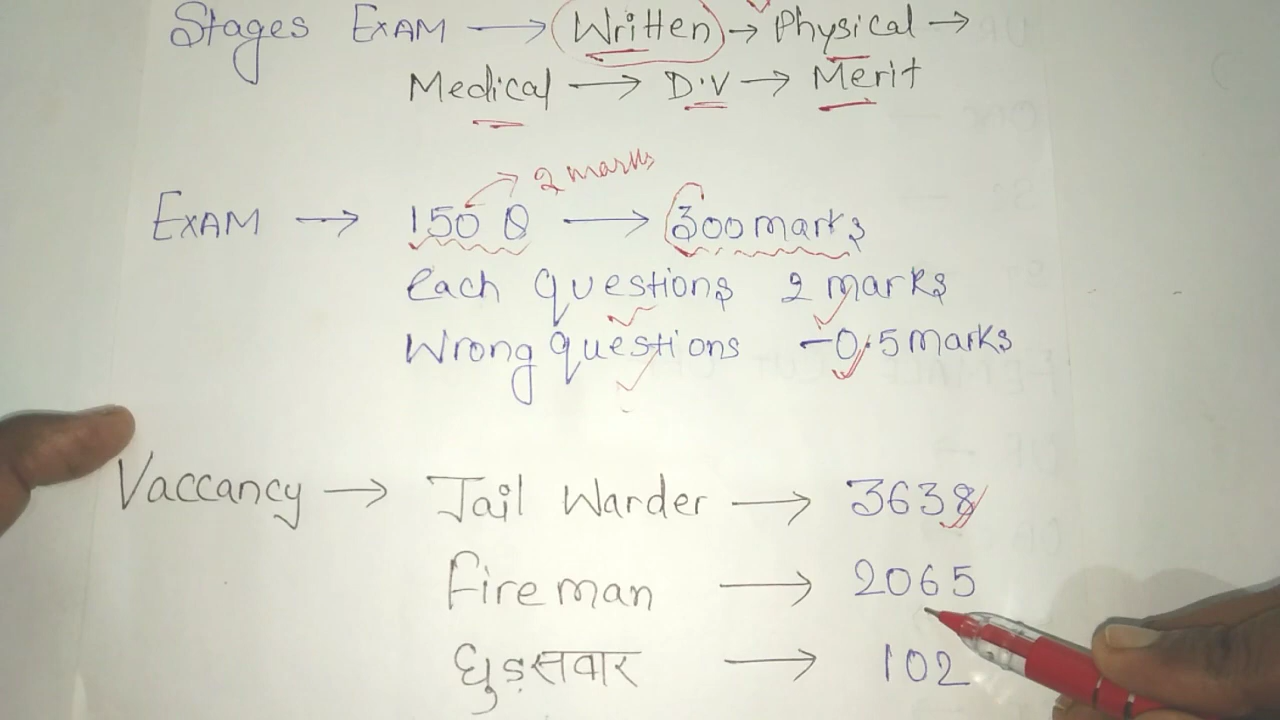 Stages EXAM → Written → Physical →
Medical → D.V → Merit
2 marks
EXAM → 150 Q → 300 marks
Each questions 2 marks
Wrong questions -0.5 marks
Vaccancy → Jail Warder → 3638
Fireman → 2065
घुड़सवार → 102